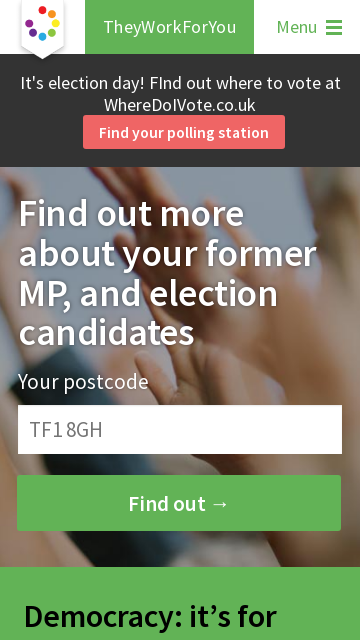 TheyWorkForYou
Menu
It's election day! FInd out where to vote at
WhereDoIVote.co.uk
Find your polling station
Find out more
about your former
MP, and election
candidates
Your postcode
TF1 8GH
Find out →
Democracy: it’s for